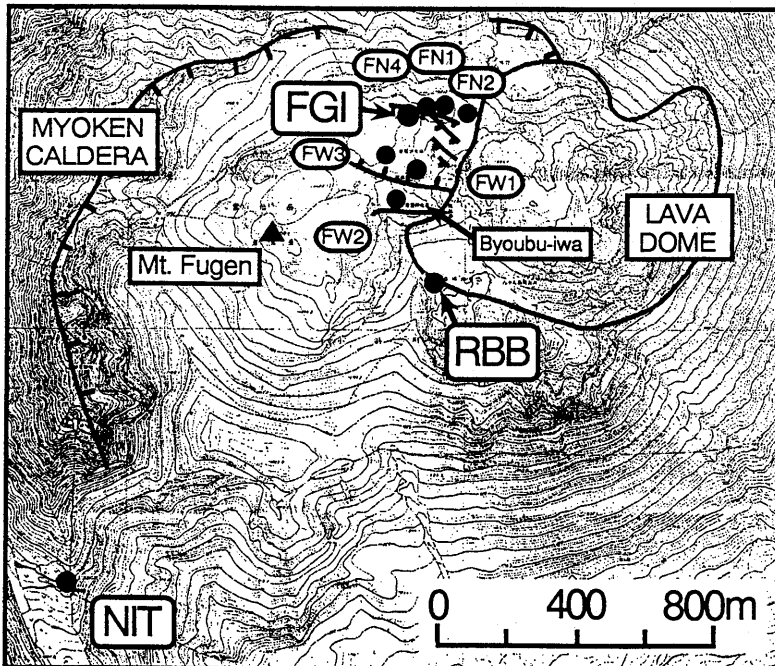 FN4
FN1
FN2
FGI
MYOKEN
CALDERA
FW3
FW1
LAVA
DOME
FW2
Byoubu-iwa
Mt. Fugen
RBB
NIT
0
400
800m